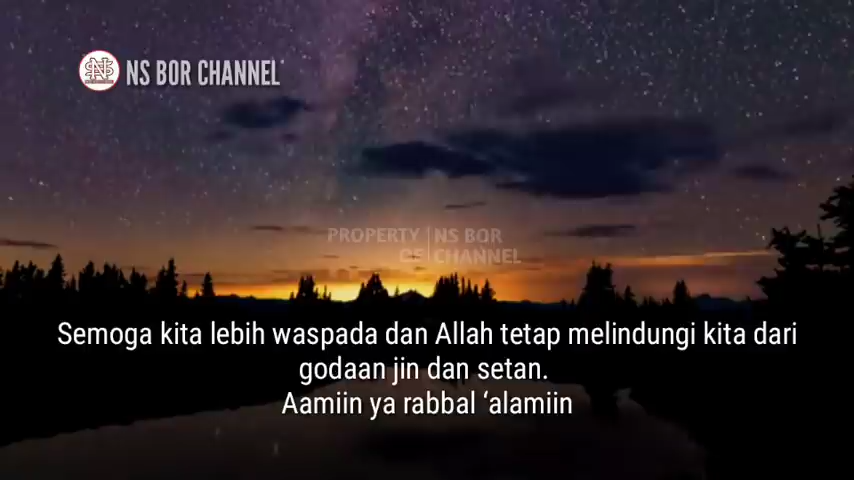 NS BOR CHANNEL
PROPERTY OF | NS BOR CHANNEL
Semoga kita lebih waspada dan Allah tetap melindungi kita dari
godaan jin dan setan.
Aamiin ya rabbal ‘alamiin